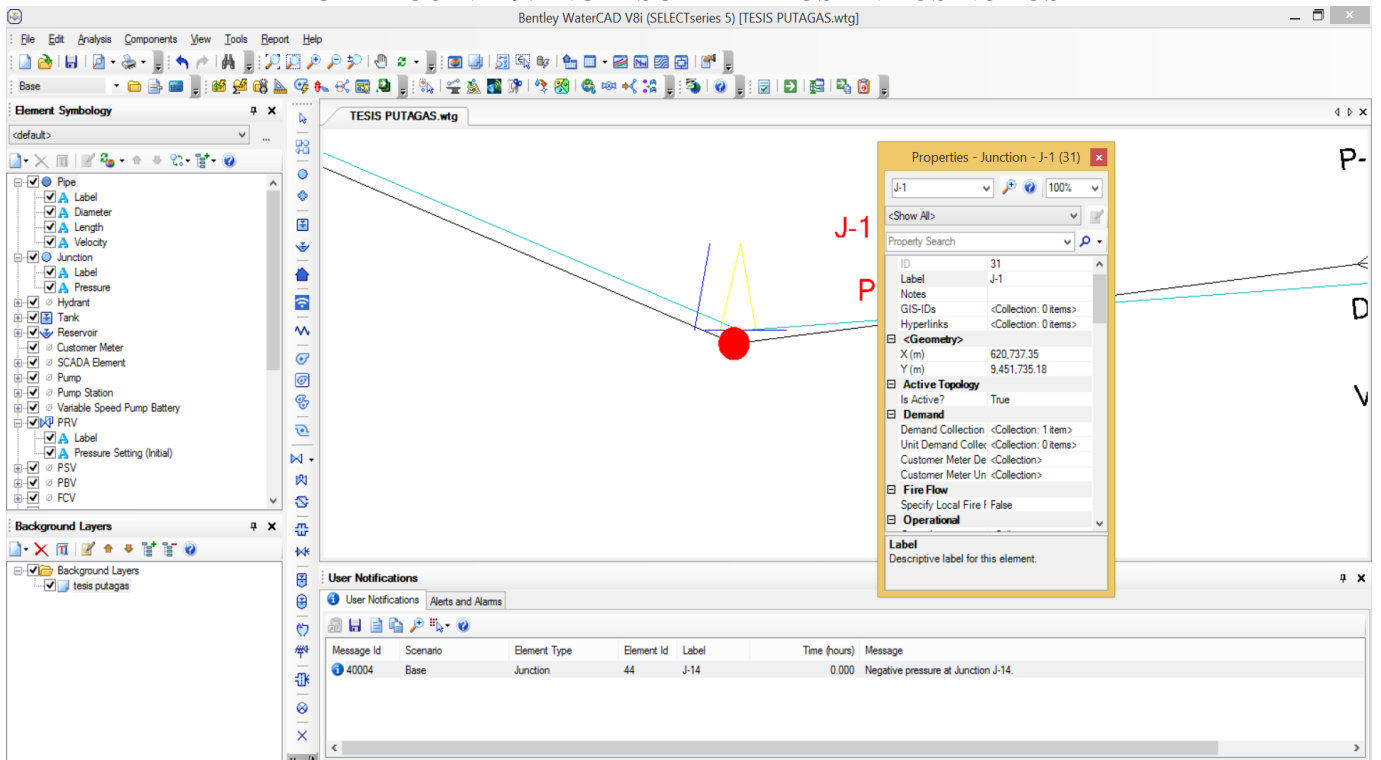 Bentley WaterCAD V8i (SELECTseries 5) [TESIS PUTAGAS.wtg]
File Edit Analysis Components View Tools Report Help
Base
Element Symbology
<default>
Pipe
Label
Diameter
Length
Velocity
Junction
Label
Pressure
Hydrant
Tank
Reservoir
Customer Meter
SCADA Element
Pump
Pump Station
Variable Speed Pump Battery
PRV
Label
Pressure Setting (Initial)
PSV
PBV
FCV
Background Layers
Background Layers
tesis putagas
TESIS PUTAGAS.wtg
J-1
P
P-
D
V
Properties - Junction - J-1 (31)
J-1 100%
<Show All>
Property Search
ID 31
Label J-1
Notes
GIS-IDs <Collection: 0 items>
Hyperlinks <Collection: 0 items>
<Geometry>
X (m) 620,737.35
Y (m) 9,451,735.18
Active Topology
Is Active? True
Demand
Demand Collection <Collection: 1 item>
Unit Demand Collec <Collection: 0 items>
Customer Meter De <Collection>
Customer Meter Un <Collection>
Fire Flow
Specify Local Fire F False
Operational
Label
Descriptive label for this element.
User Notifications
User Notifications Alerts and Alarms
Message Id Scenario Element Type Element Id Label Time (hours) Message
40004 Base Junction 44 J-14 0.000 Negative pressure at Junction J-14.